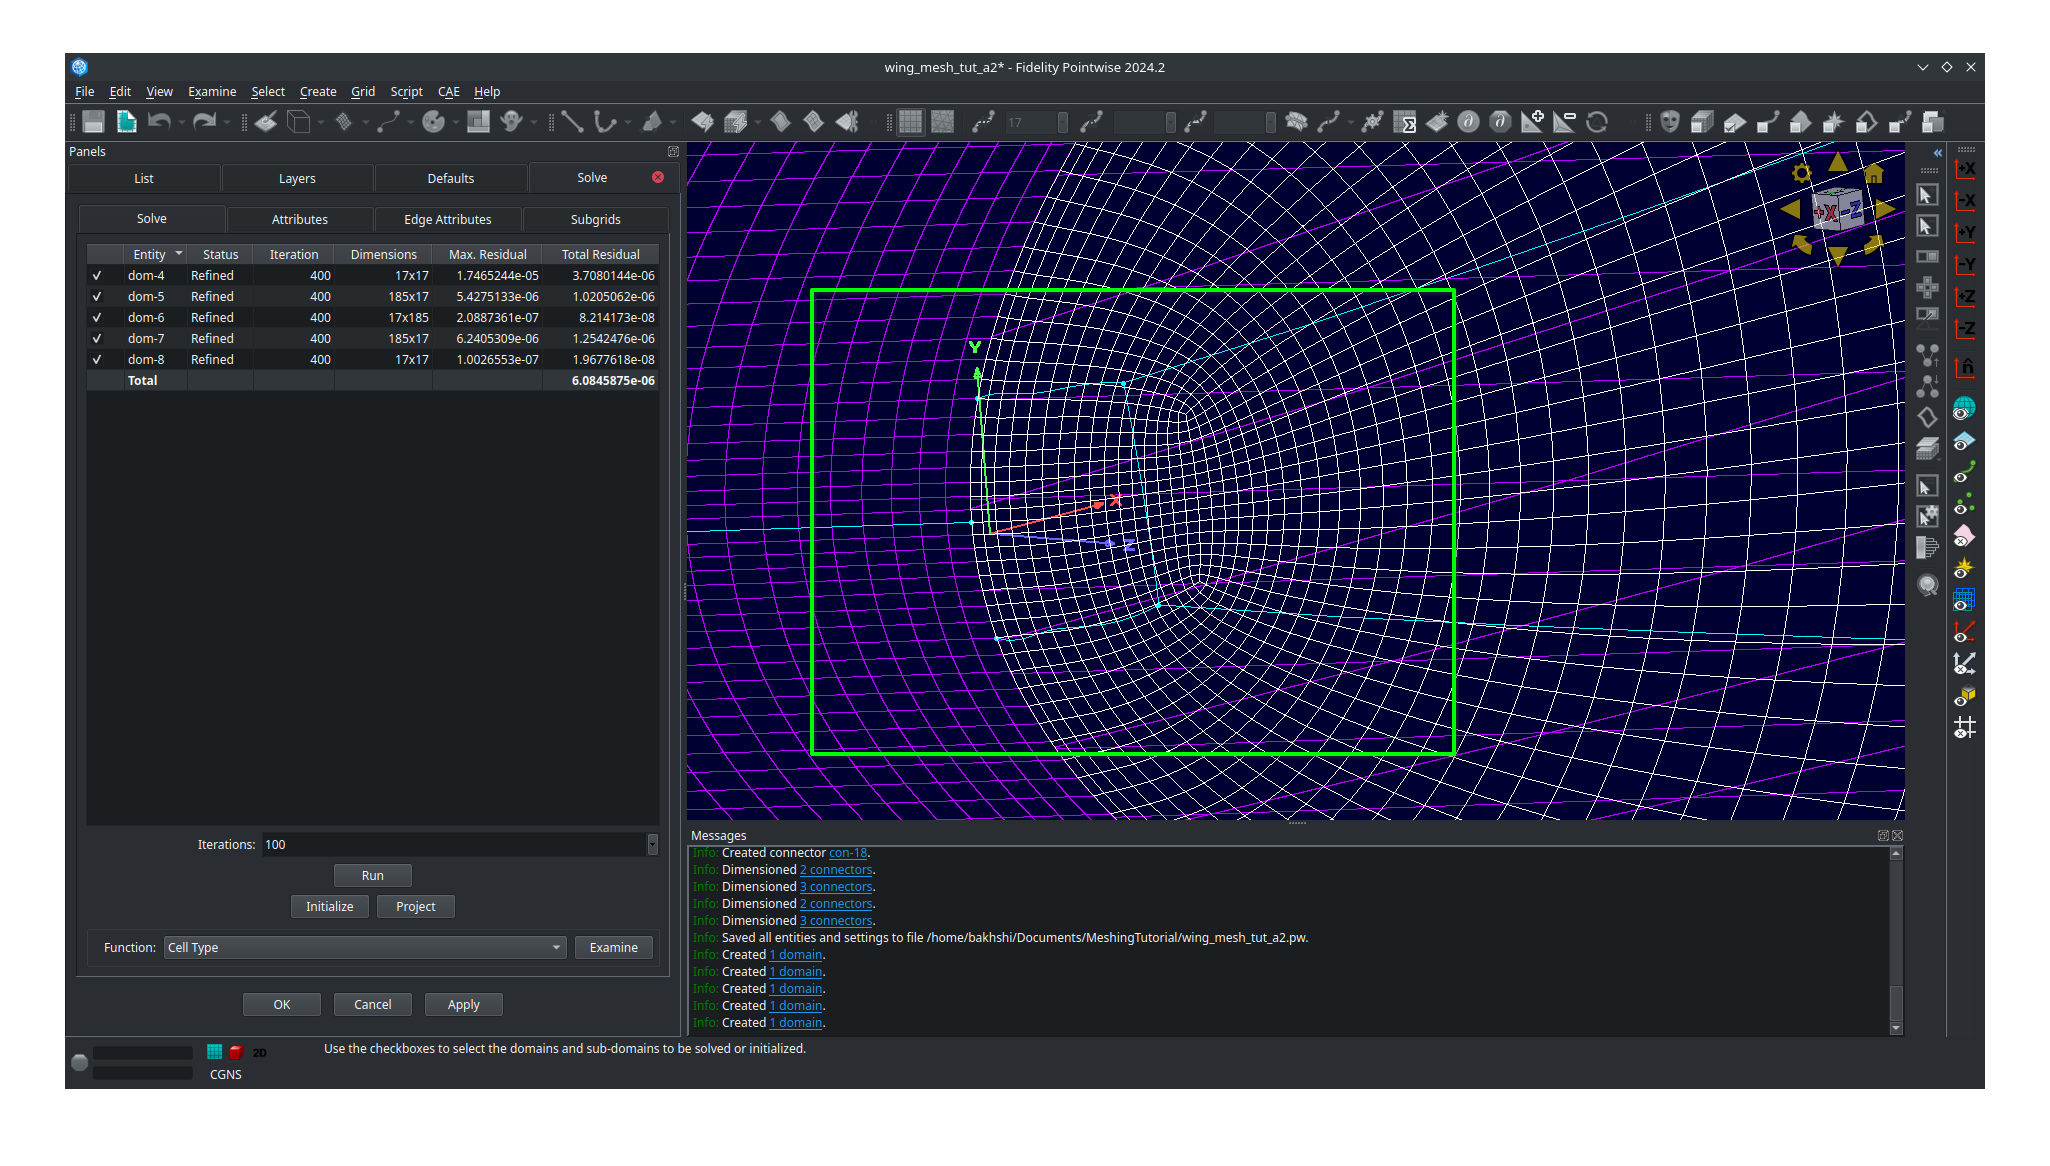 wing_mesh_tut_a2* - Fidelity Pointwise 2024.2
File Edit View Examine Select Create Grid Script CAE Help
17
Panels
List Layers Defaults Solve
Solve Attributes Edge Attributes Subgrids
Entity Status Iteration Dimensions Max. Residual Total Residual
dom-4 Refined 400 17x17 1.7465244e-05 3.7080144e-06
dom-5 Refined 400 185x17 5.4275133e-06 1.0205062e-06
dom-6 Refined 400 17x185 2.0887361e-07 8.214173e-08
dom-7 Refined 400 185x17 6.2405309e-06 1.2542476e-06
dom-8 Refined 400 17x17 1.0026553e-07 1.9677618e-08
Total 6.0845875e-06
Iterations: 100
Run
Initialize Project
Function: Cell Type Examine
OK Cancel Apply
Y
X
Z
+X -Z
+X
-X
+Y
-Y
+Z
-Z
n̂
Messages
Info: Created connector con-18.
Info: Dimensioned 2 connectors.
Info: Dimensioned 3 connectors.
Info: Dimensioned 2 connectors.
Info: Dimensioned 3 connectors.
Info: Saved all entities and settings to file /home/bakhshi/Documents/MeshingTutorial/wing_mesh_tut_a2.pw.
Info: Created 1 domain.
Info: Created 1 domain.
Info: Created 1 domain.
Info: Created 1 domain.
Info: Created 1 domain.
2D
Use the checkboxes to select the domains and sub-domains to be solved or initialized.
CGNS